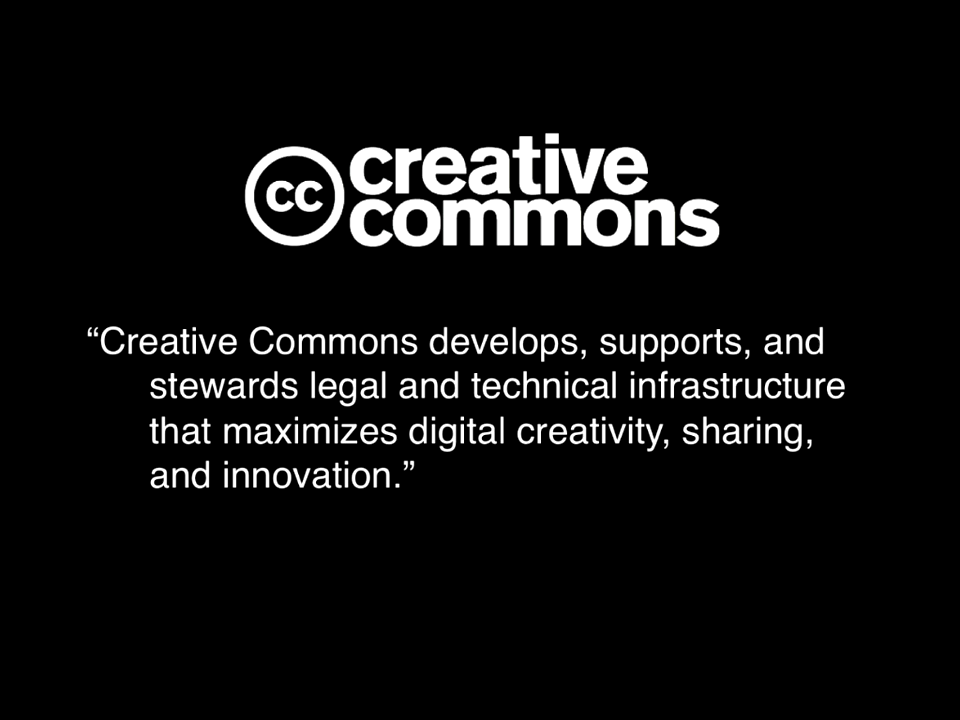 cc creative
commons
“Creative Commons develops, supports, and
stewards legal and technical infrastructure
that maximizes digital creativity, sharing,
and innovation.”